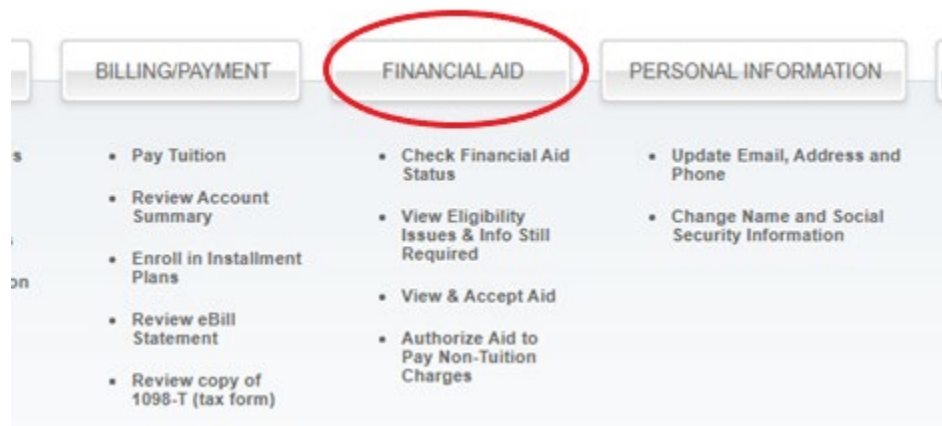 BILLING/PAYMENT
FINANCIAL AID
PERSONAL INFORMATION
s
s
on
• Pay Tuition
• Review Account
Summary
• Enroll in Installment
Plans
• Review eBill
Statement
• Review copy of
1098-T (tax form)
• Check Financial Aid
Status
• View Eligibility
Issues & Info Still
Required
• View & Accept Aid
• Authorize Aid to
Pay Non-Tuition
Charges
• Update Email, Address and
Phone
• Change Name and Social
Security Information